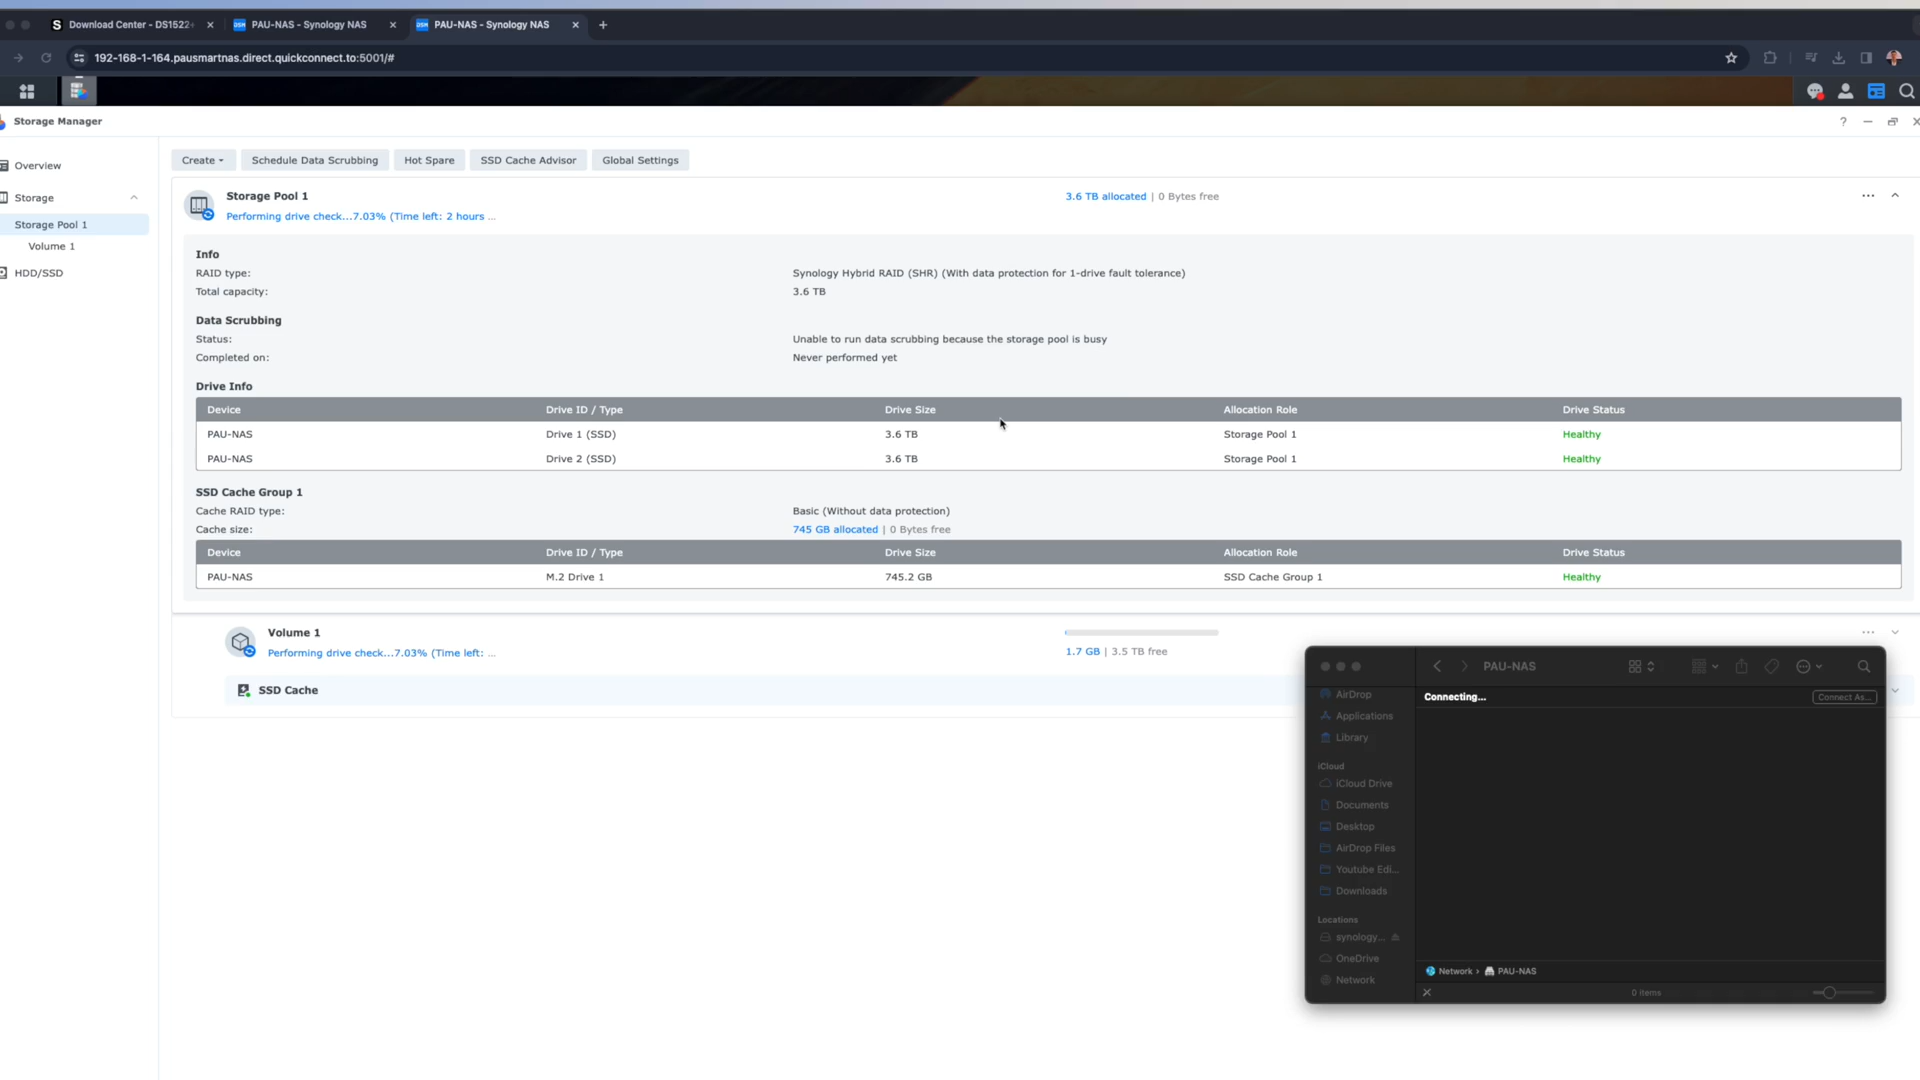 Download Center - DS1522+
PAU-NAS - Synology NAS
PAU-NAS - Synology NAS
192-168-1-164.pausmartnas.direct.quickconnect.to:5001/#
Storage Manager
Overview
Storage
Storage Pool 1
Volume 1
HDD/SSD
Create
Schedule Data Scrubbing
Hot Spare
SSD Cache Advisor
Global Settings
Storage Pool 1
3.6 TB allocated | 0 Bytes free
Performing drive check...7.03% (Time left: 2 hours ...
Info
RAID type: Synology Hybrid RAID (SHR) (With data protection for 1-drive fault tolerance)
Total capacity: 3.6 TB
Data Scrubbing
Status: Unable to run data scrubbing because the storage pool is busy
Completed on: Never performed yet
Drive Info
Device Drive ID / Type Drive Size Allocation Role Drive Status
PAU-NAS Drive 1 (SSD) 3.6 TB Storage Pool 1 Healthy
PAU-NAS Drive 2 (SSD) 3.6 TB Storage Pool 1 Healthy
SSD Cache Group 1
Cache RAID type: Basic (Without data protection)
Cache size: 745 GB allocated | 0 Bytes free
Device Drive ID / Type Drive Size Allocation Role Drive Status
PAU-NAS M.2 Drive 1 745.2 GB SSD Cache Group 1 Healthy
Volume 1
Performing drive check...7.03% (Time left: ...
1.7 GB | 3.5 TB free
SSD Cache
PAU-NAS
Connecting...
Connect As...
AirDrop
Applications
Library
iCloud
iCloud Drive
Documents
Desktop
AirDrop Files
Youtube Edi...
Downloads
Locations
synology...
OneDrive
Network
Network › PAU-NAS
0 items